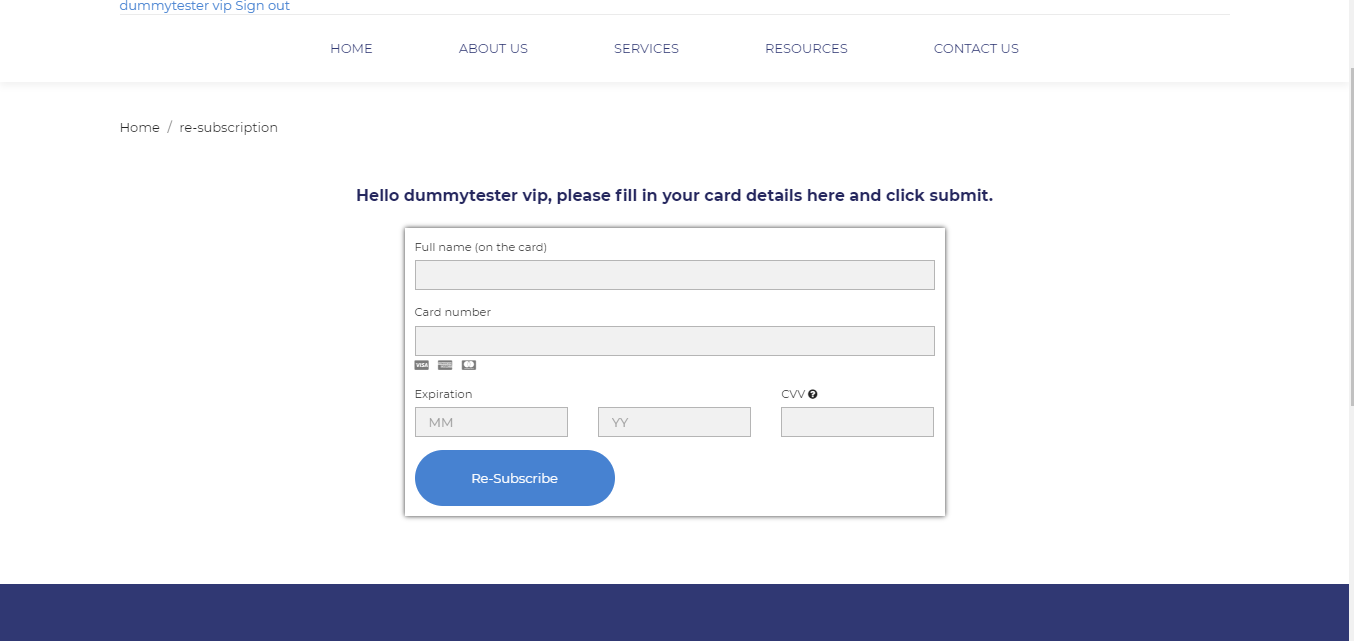 dummytester vip Sign out
HOME ABOUT US SERVICES RESOURCES CONTACT US
Home / re-subscription
Hello dummytester vip, please fill in your card details here and click submit.
Full name (on the card)
Card number
VISA
Expiration CVV ?
MM YY
Re-Subscribe